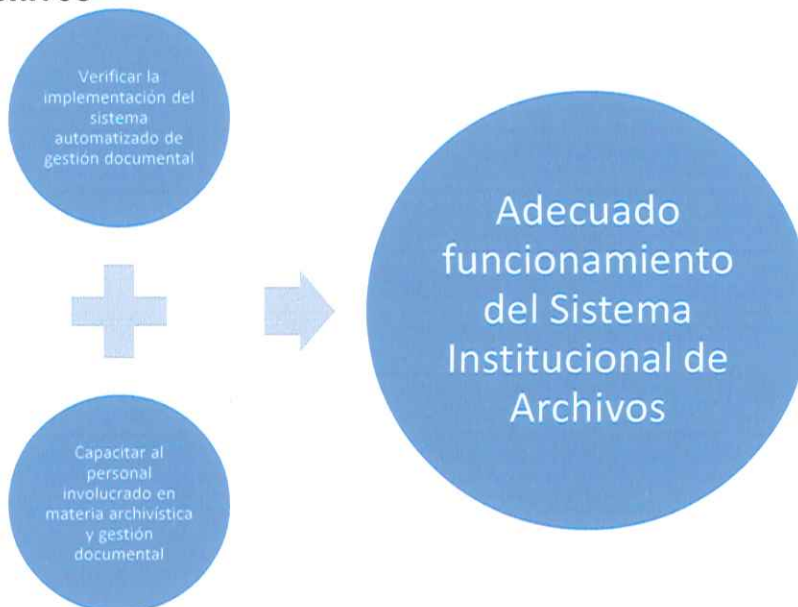 Verificar la
implementación del
sistema
automatizado de
gestión documental
Capacitar al
personal
involucrado en
materia archivística
y gestión
documental
Adecuado
funcionamiento
del Sistema
Institucional de
Archivos